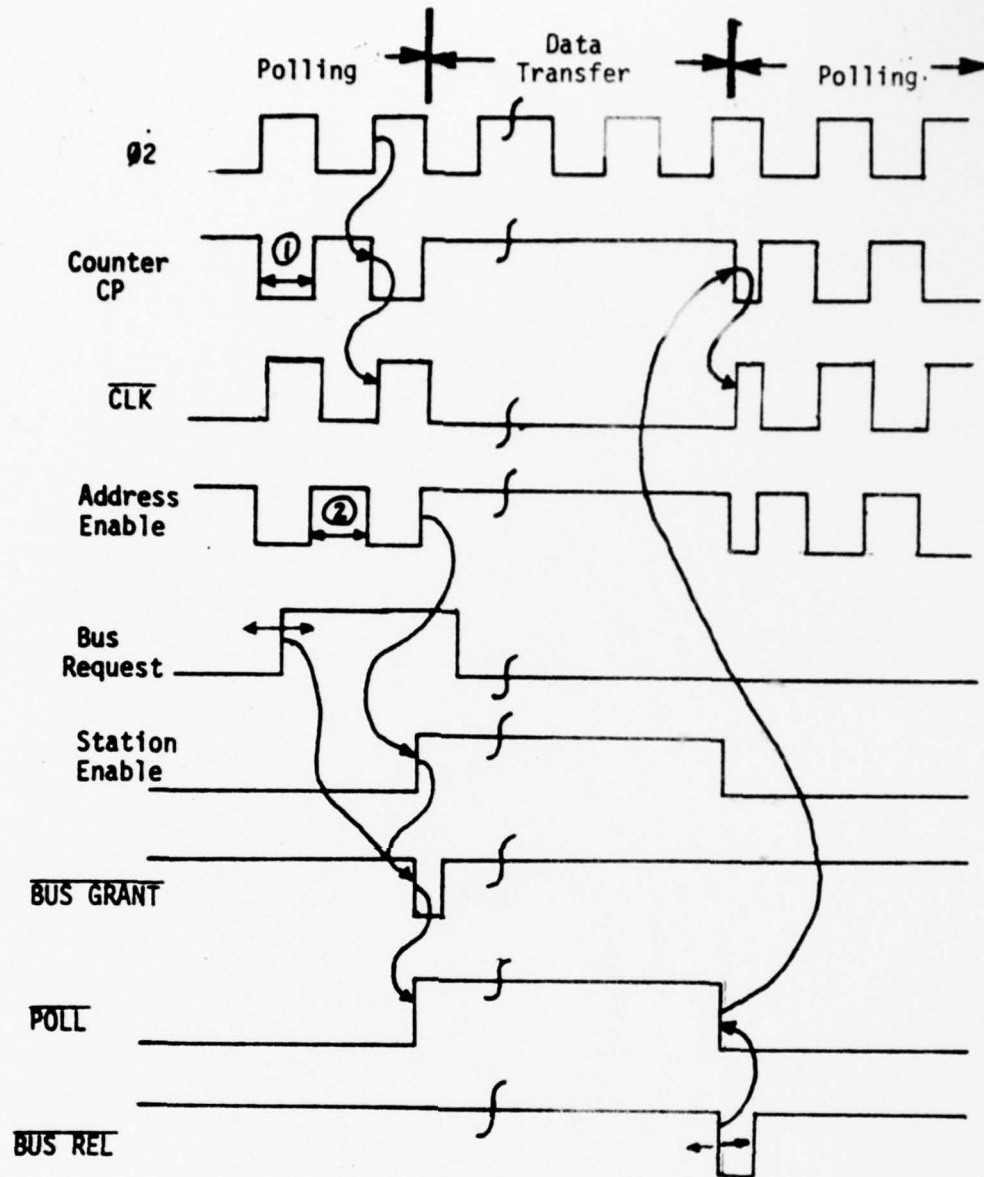 Polling
Data
Transfer
Polling
Ø2
Counter
CP
①
CLK
Address
Enable
②
Bus
Request
Station
Enable
BUS GRANT
POLL
BUS REL